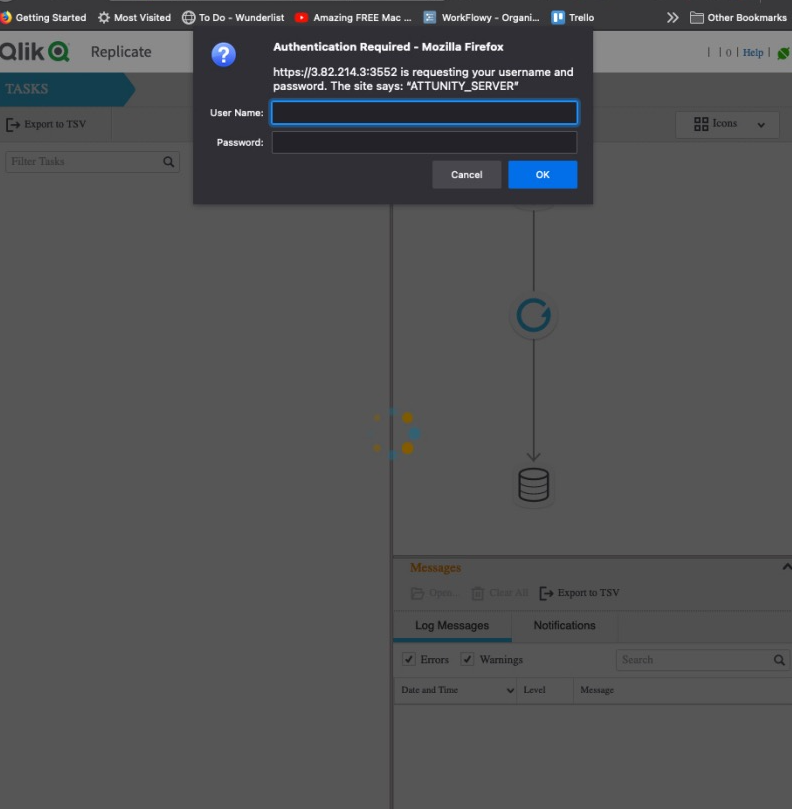 Getting Started Most Visited To Do - Wunderlist Amazing FREE Mac ... WorkFlowy - Organi... Trello Other Bookmarks
Qlik Replicate
| | 0 | Help |
Authentication Required - Mozilla Firefox
https://3.82.214.3:3552 is requesting your username and
password. The site says: “ATTUNITY_SERVER”
User Name:
Password:
Cancel OK
TASKS
Export to TSV
Icons
Filter Tasks
Messages
Open... Clear All Export to TSV
Log Messages Notifications
Errors Warnings Search
Date and Time Level Message